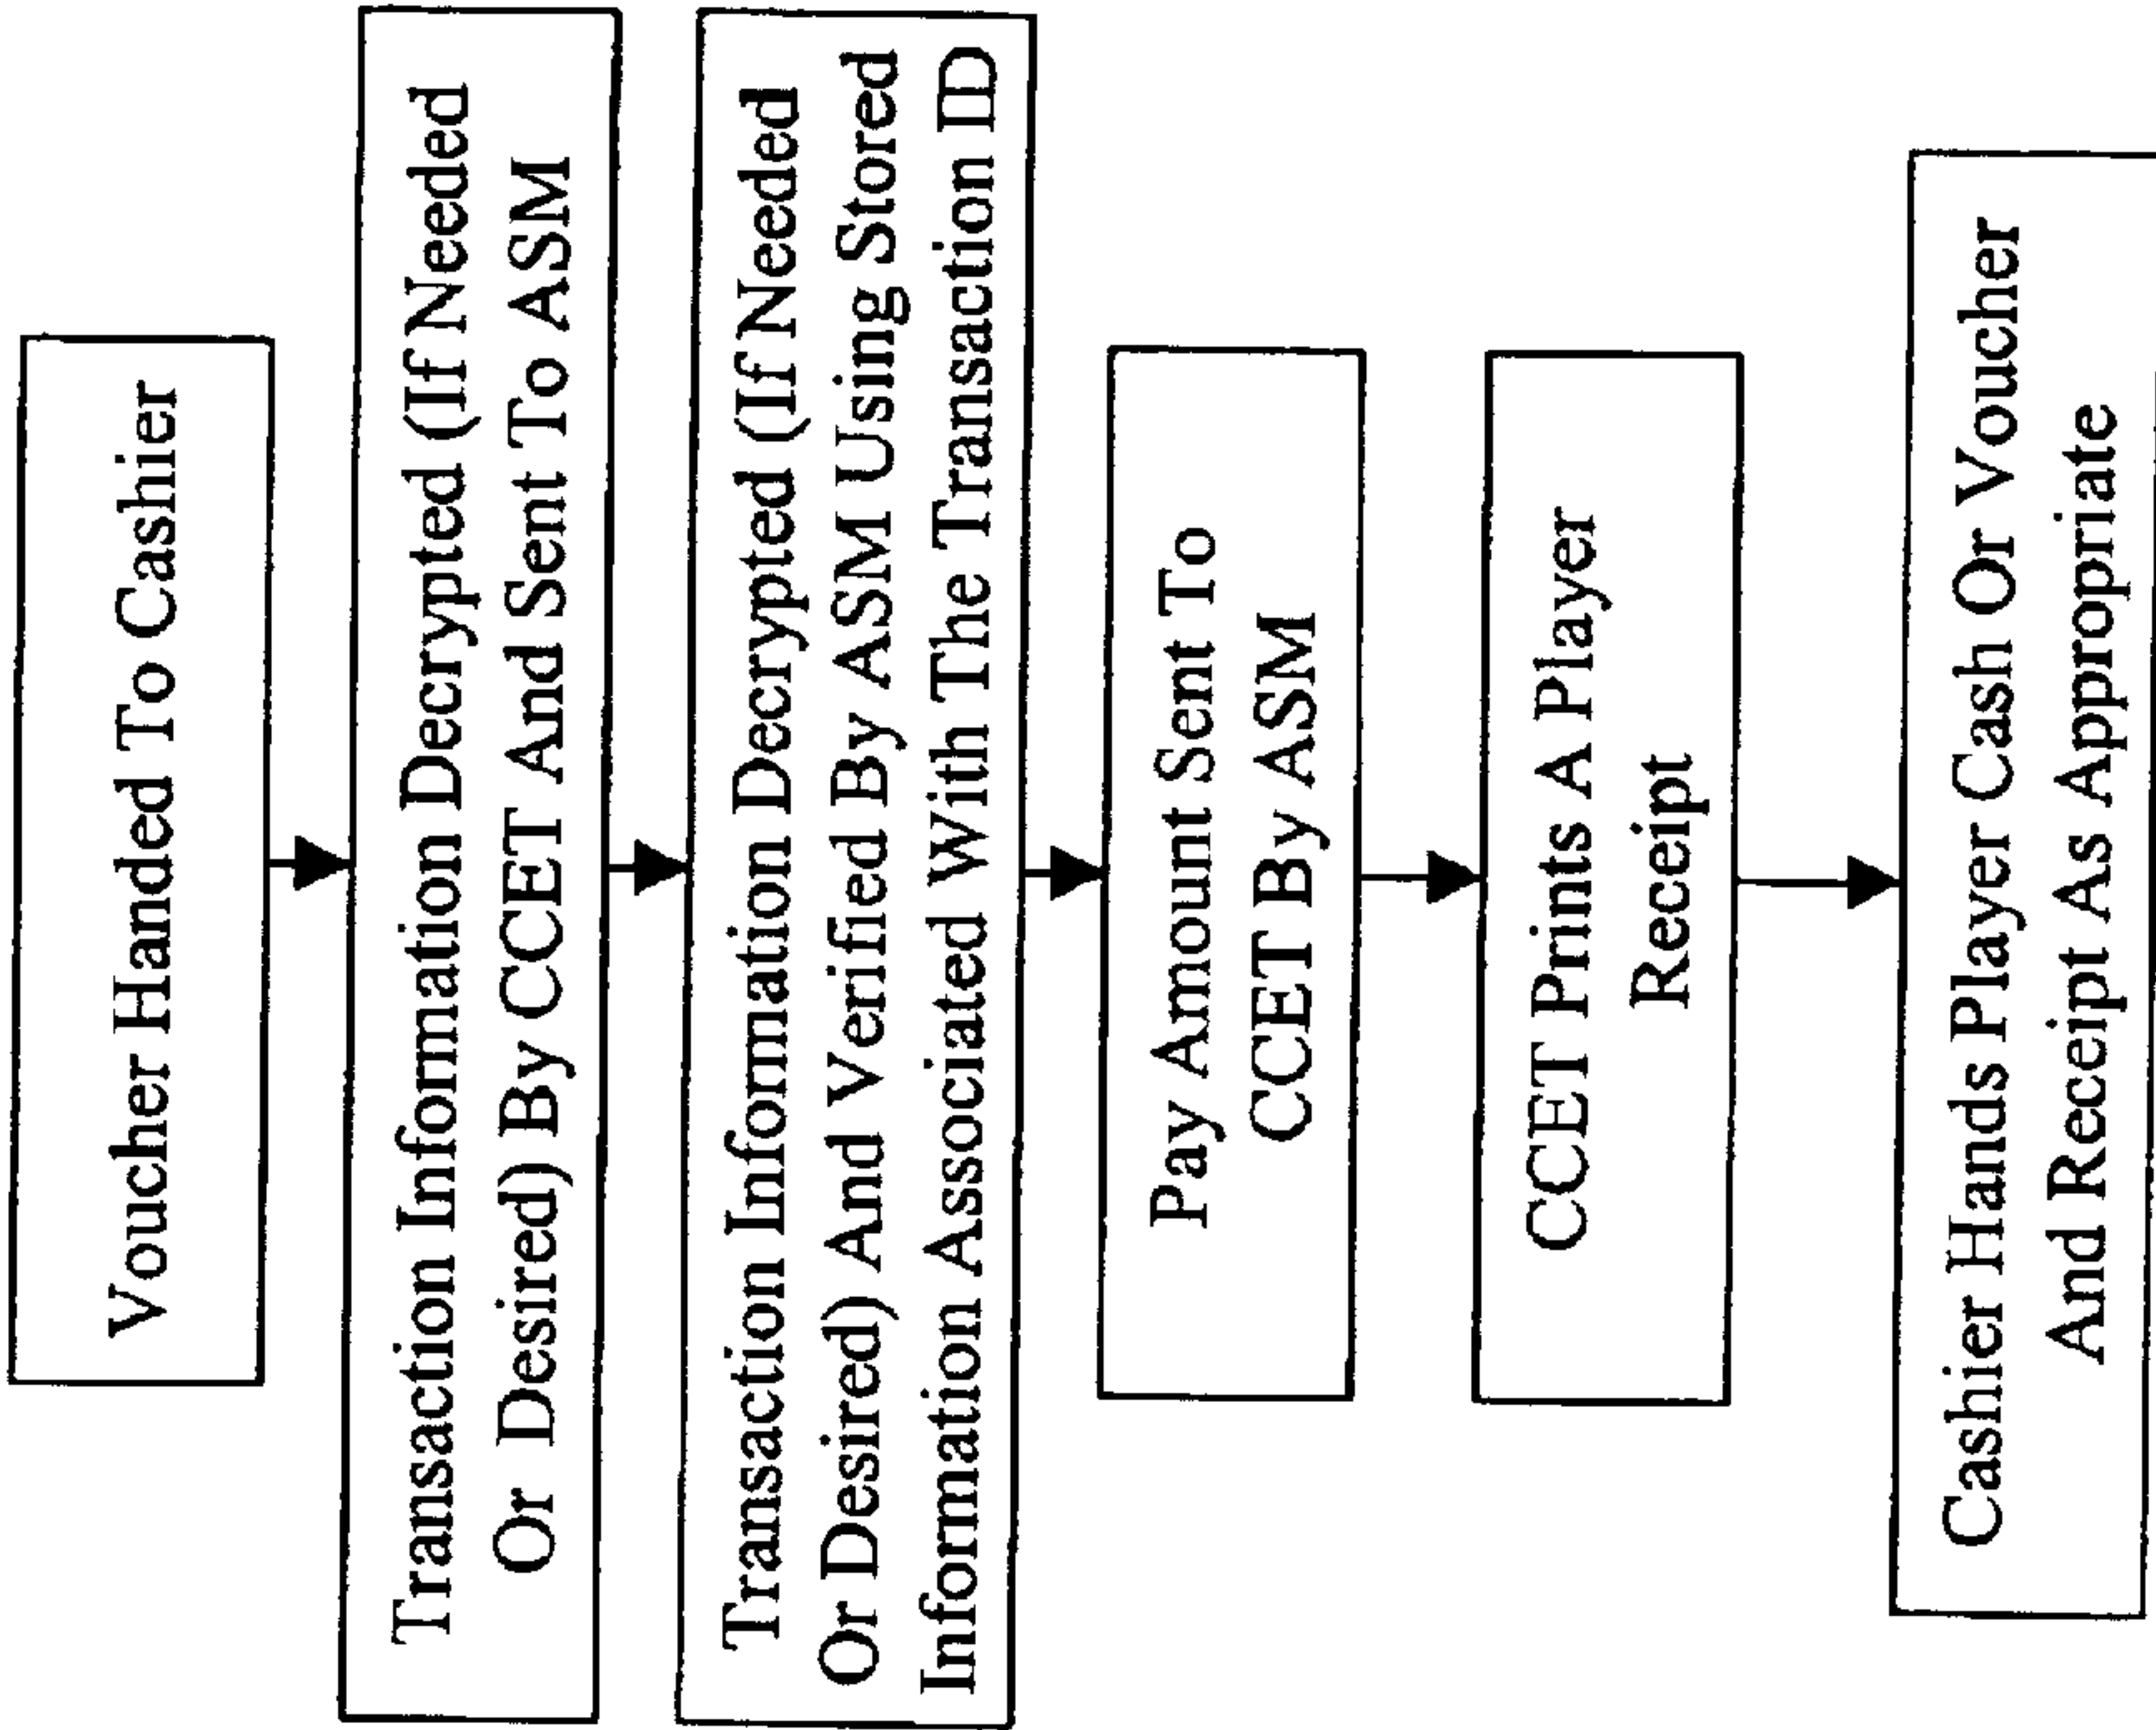 Voucher Handed To Cashier
Transaction Information Decrypted (If Needed
Or Desired) By CCET And Sent To ASM
Transaction Information Decrypted (If Needed
Or Desired) And Verified By ASM Using Stored
Information Associated With The Transaction ID
Pay Amount Sent To
CCET By ASM
CCET Prints A Player
Receipt
Cashier Hands Player Cash Or Voucher
And Receipt As Appropriate